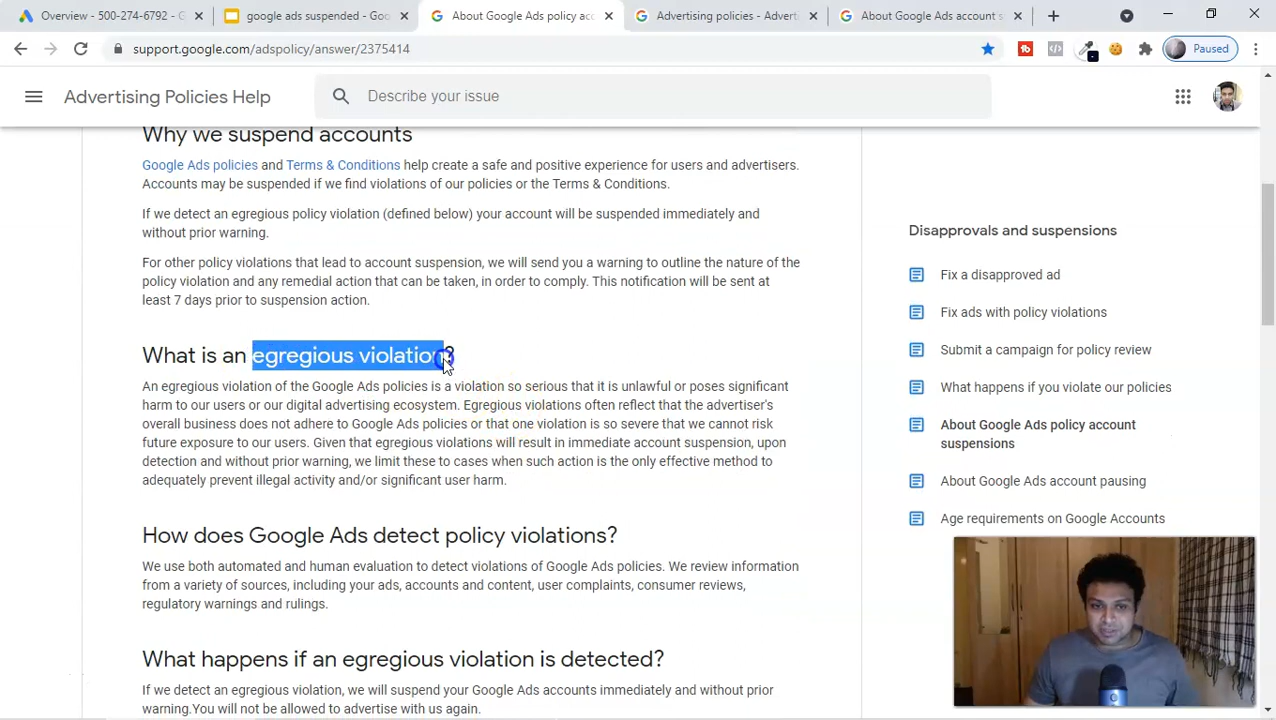 Overview - 500-274-6792 - G
google ads suspended - Goo
About Google Ads policy acc
Advertising policies - Adverti
About Google Ads account's
support.google.com/adspolicy/answer/2375414
Paused
Advertising Policies Help
Describe your issue
Why we suspend accounts
Google Ads policies and Terms & Conditions help create a safe and positive experience for users and advertisers.
Accounts may be suspended if we find violations of our policies or the Terms & Conditions.
If we detect an egregious policy violation (defined below) your account will be suspended immediately and
without prior warning.
For other policy violations that lead to account suspension, we will send you a warning to outline the nature of the
policy violation and any remedial action that can be taken, in order to comply. This notification will be sent at
least 7 days prior to suspension action.
What is an egregious violation?
An egregious violation of the Google Ads policies is a violation so serious that it is unlawful or poses significant
harm to our users or our digital advertising ecosystem. Egregious violations often reflect that the advertiser's
overall business does not adhere to Google Ads policies or that one violation is so severe that we cannot risk
future exposure to our users. Given that egregious violations will result in immediate account suspension, upon
detection and without prior warning, we limit these to cases when such action is the only effective method to
adequately prevent illegal activity and/or significant user harm.
How does Google Ads detect policy violations?
We use both automated and human evaluation to detect violations of Google Ads policies. We review information
from a variety of sources, including your ads, accounts and content, user complaints, consumer reviews,
regulatory warnings and rulings.
What happens if an egregious violation is detected?
If we detect an egregious violation, we will suspend your Google Ads accounts immediately and without prior
warning.You will not be allowed to advertise with us again.
Disapprovals and suspensions
Fix a disapproved ad
Fix ads with policy violations
Submit a campaign for policy review
What happens if you violate our policies
About Google Ads policy account
suspensions
About Google Ads account pausing
Age requirements on Google Accounts